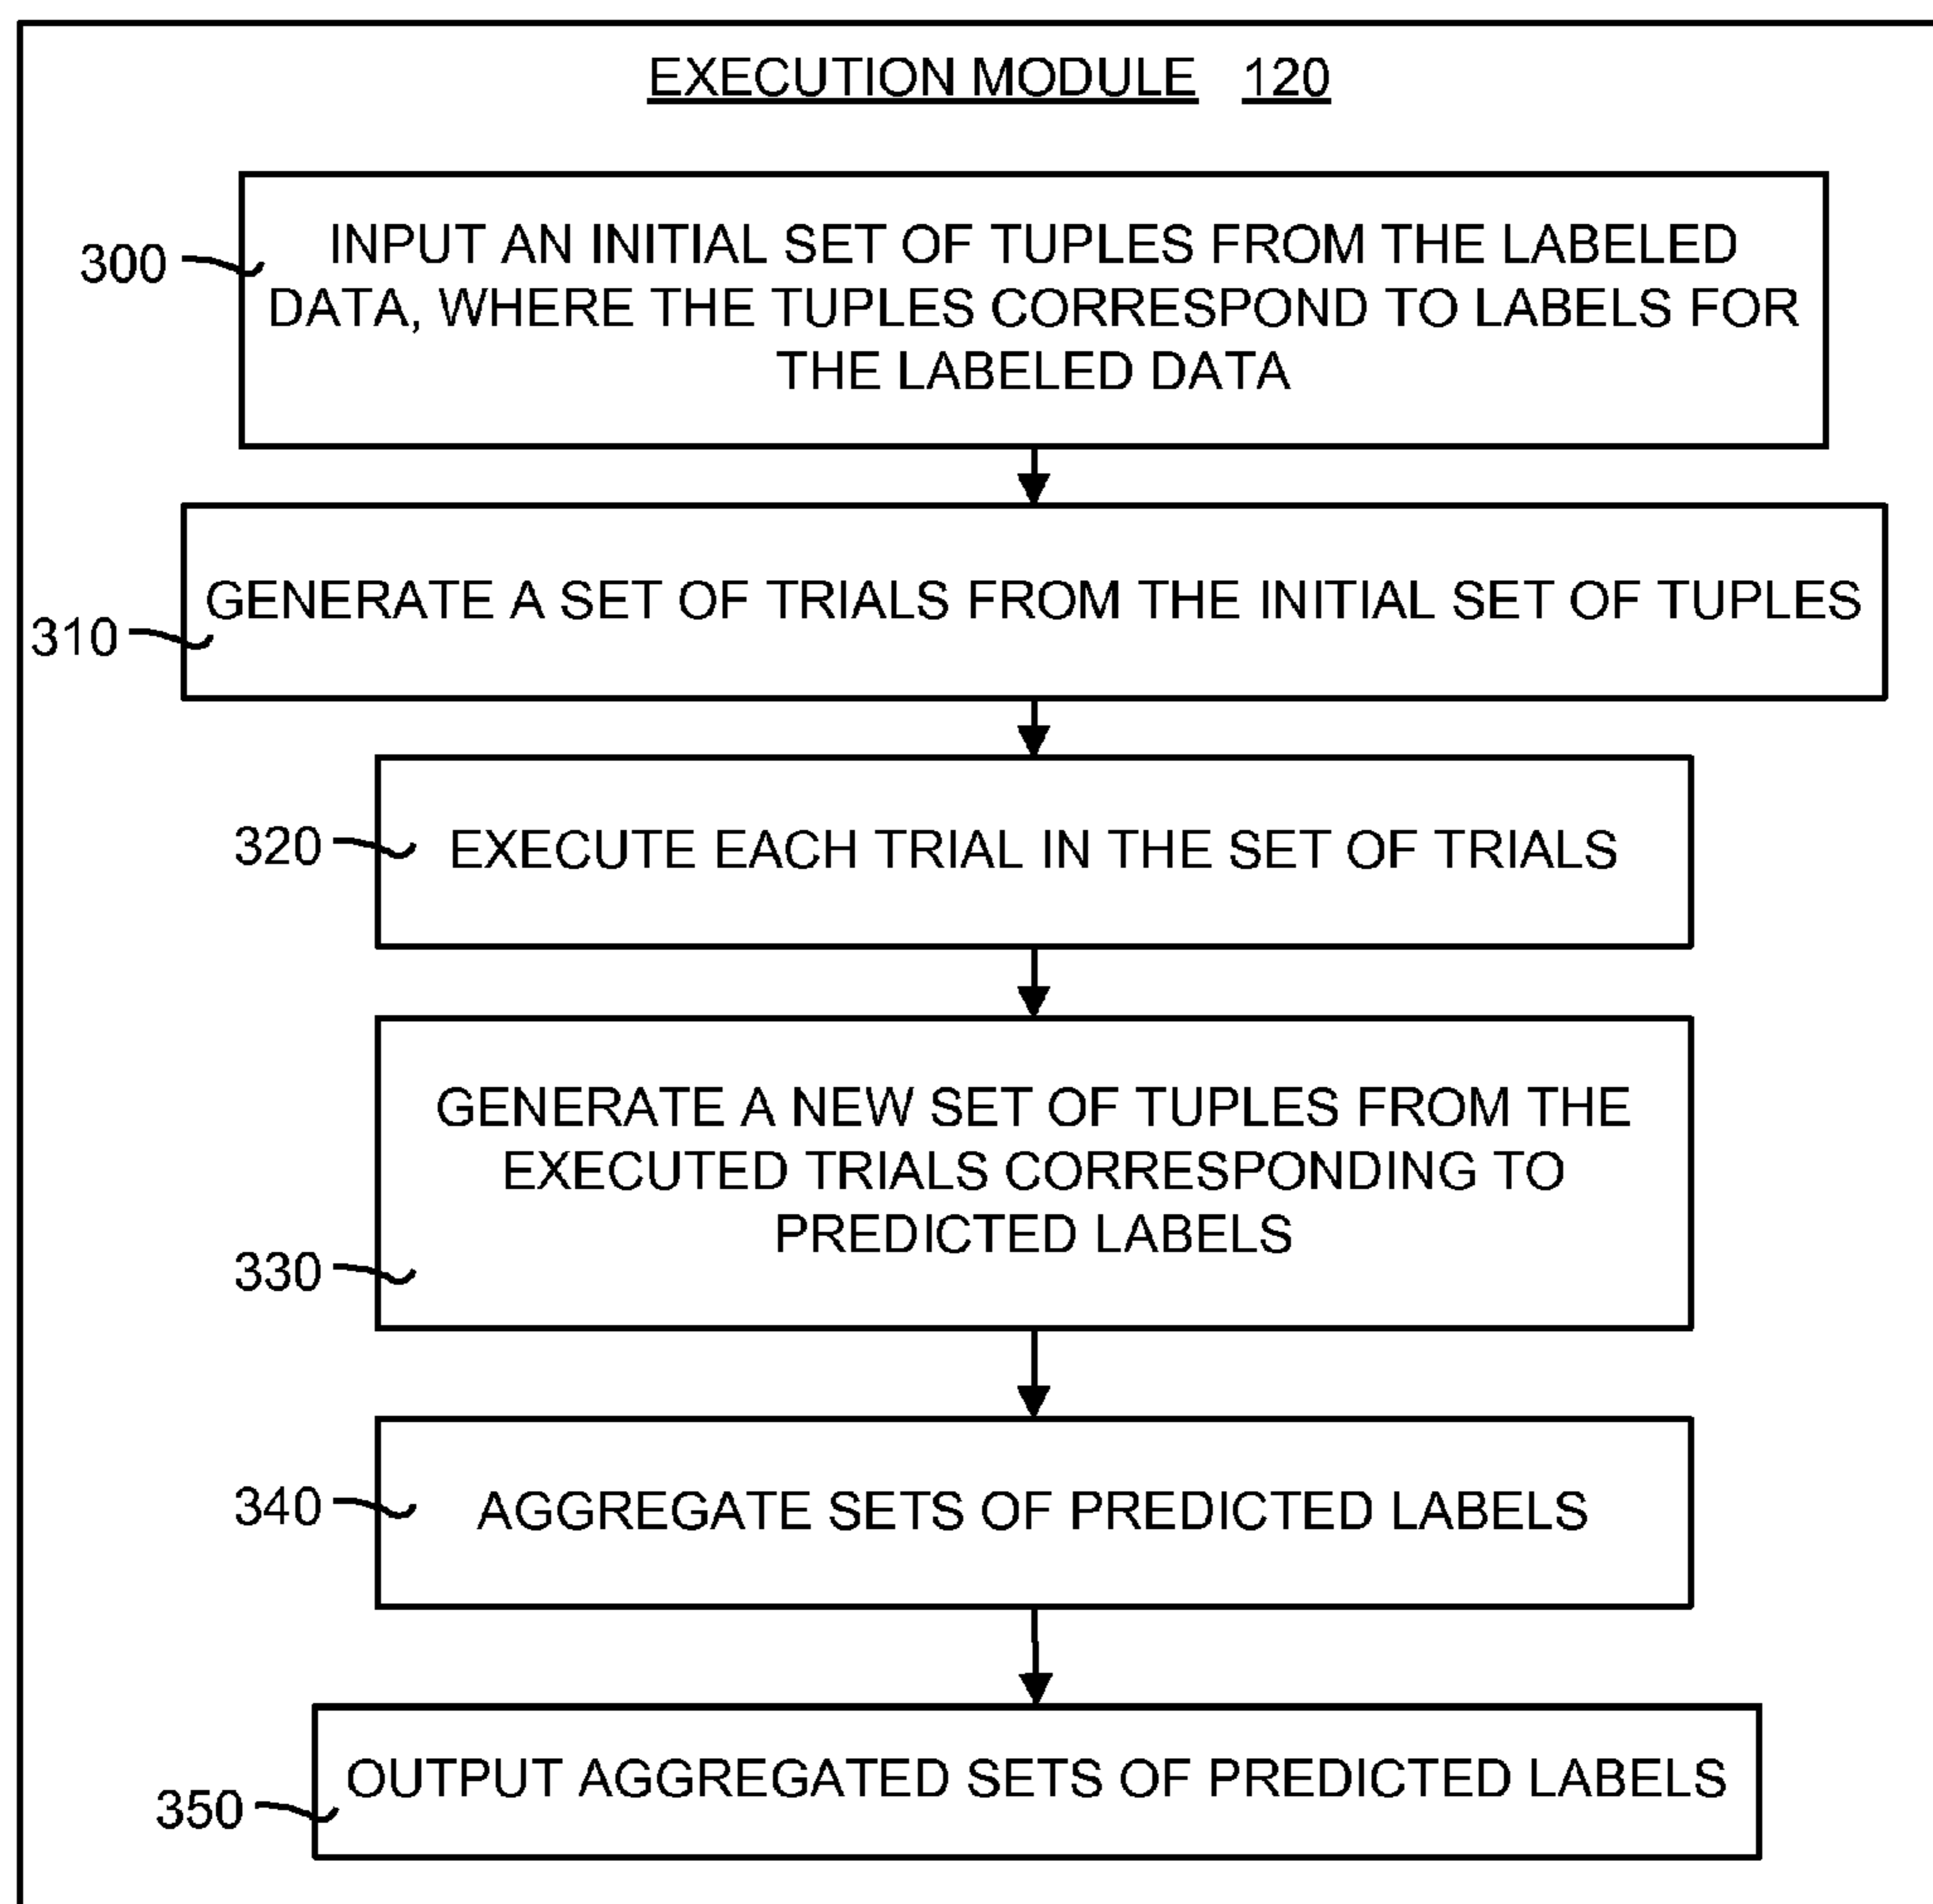 EXECUTION MODULE 120
300
INPUT AN INITIAL SET OF TUPLES FROM THE LABELED
DATA, WHERE THE TUPLES CORRESPOND TO LABELS FOR
THE LABELED DATA
310
GENERATE A SET OF TRIALS FROM THE INITIAL SET OF TUPLES
320
EXECUTE EACH TRIAL IN THE SET OF TRIALS
330
GENERATE A NEW SET OF TUPLES FROM THE
EXECUTED TRIALS CORRESPONDING TO
PREDICTED LABELS
340
AGGREGATE SETS OF PREDICTED LABELS
350
OUTPUT AGGREGATED SETS OF PREDICTED LABELS